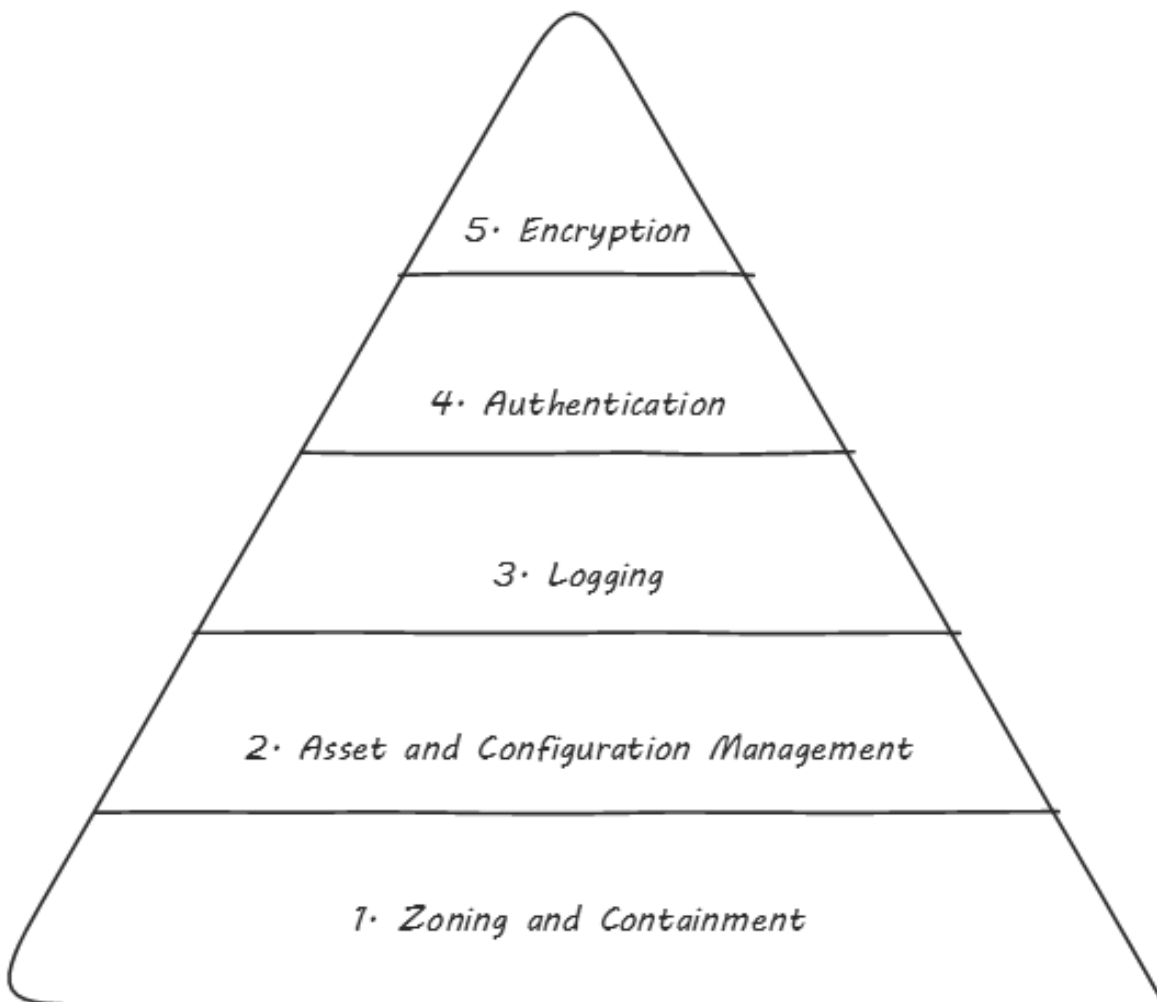 5. Encryption
4. Authentication
3. Logging
2. Asset and Configuration Management
1. Zoning and Containment